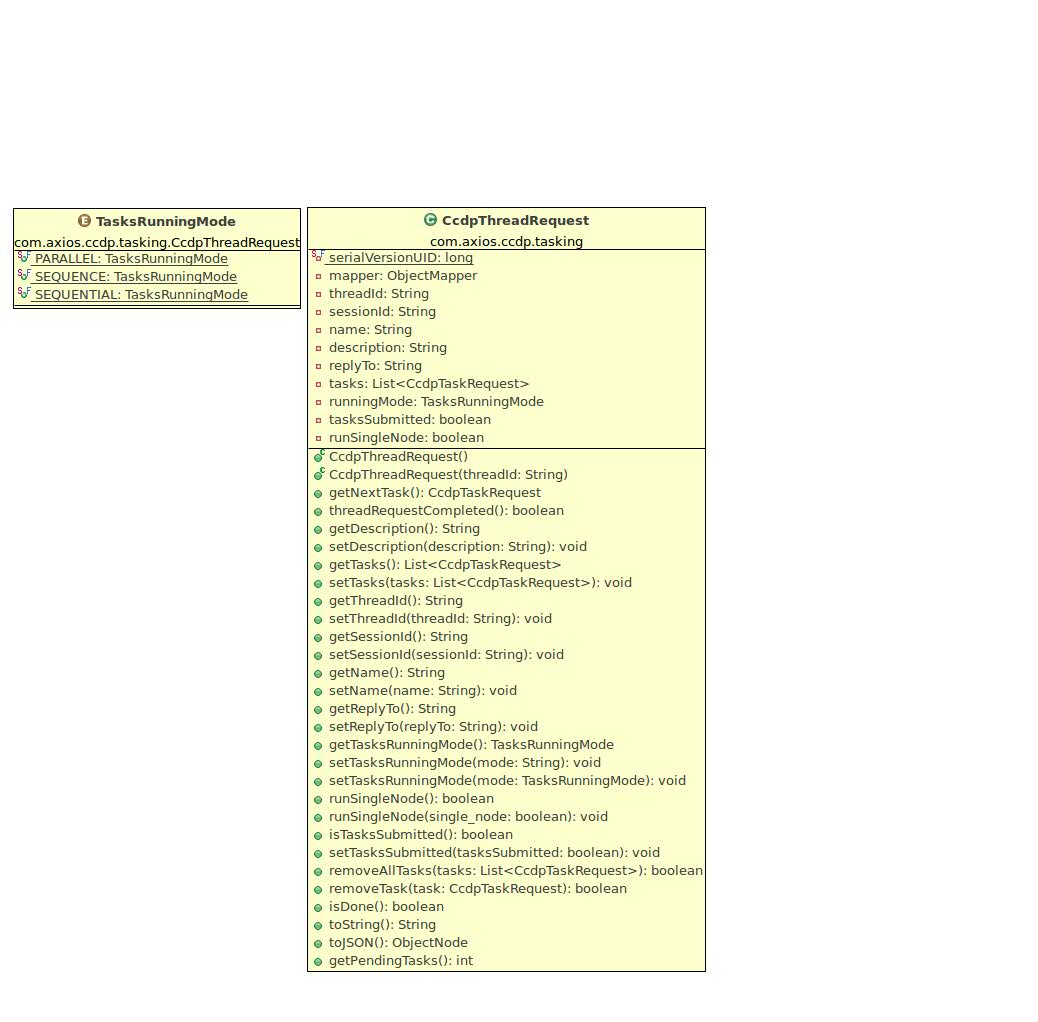 TasksRunningMode
com.axios.ccdp.tasking.CcdpThreadRequest
PARALLEL: TasksRunningMode
SEQUENCE: TasksRunningMode
SEQUENTIAL: TasksRunningMode
CcdpThreadRequest
com.axios.ccdp.tasking
serialVersionUID: long
mapper: ObjectMapper
threadId: String
sessionId: String
name: String
description: String
replyTo: String
tasks: List<CcdpTaskRequest>
runningMode: TasksRunningMode
tasksSubmitted: boolean
runSingleNode: boolean
CcdpThreadRequest()
CcdpThreadRequest(threadId: String)
getNextTask(): CcdpTaskRequest
threadRequestCompleted(): boolean
getDescription(): String
setDescription(description: String): void
getTasks(): List<CcdpTaskRequest>
setTasks(tasks: List<CcdpTaskRequest>): void
getThreadId(): String
setThreadId(threadId: String): void
getSessionId(): String
setSessionId(sessionId: String): void
getName(): String
setName(name: String): void
getReplyTo(): String
setReplyTo(replyTo: String): void
getTasksRunningMode(): TasksRunningMode
setTasksRunningMode(mode: String): void
setTasksRunningMode(mode: TasksRunningMode): void
runSingleNode(): boolean
runSingleNode(single_node: boolean): void
isTasksSubmitted(): boolean
setTasksSubmitted(tasksSubmitted: boolean): void
removeAllTasks(tasks: List<CcdpTaskRequest>): boolean
removeTask(task: CcdpTaskRequest): boolean
isDone(): boolean
toString(): String
toJSON(): ObjectNode
getPendingTasks(): int